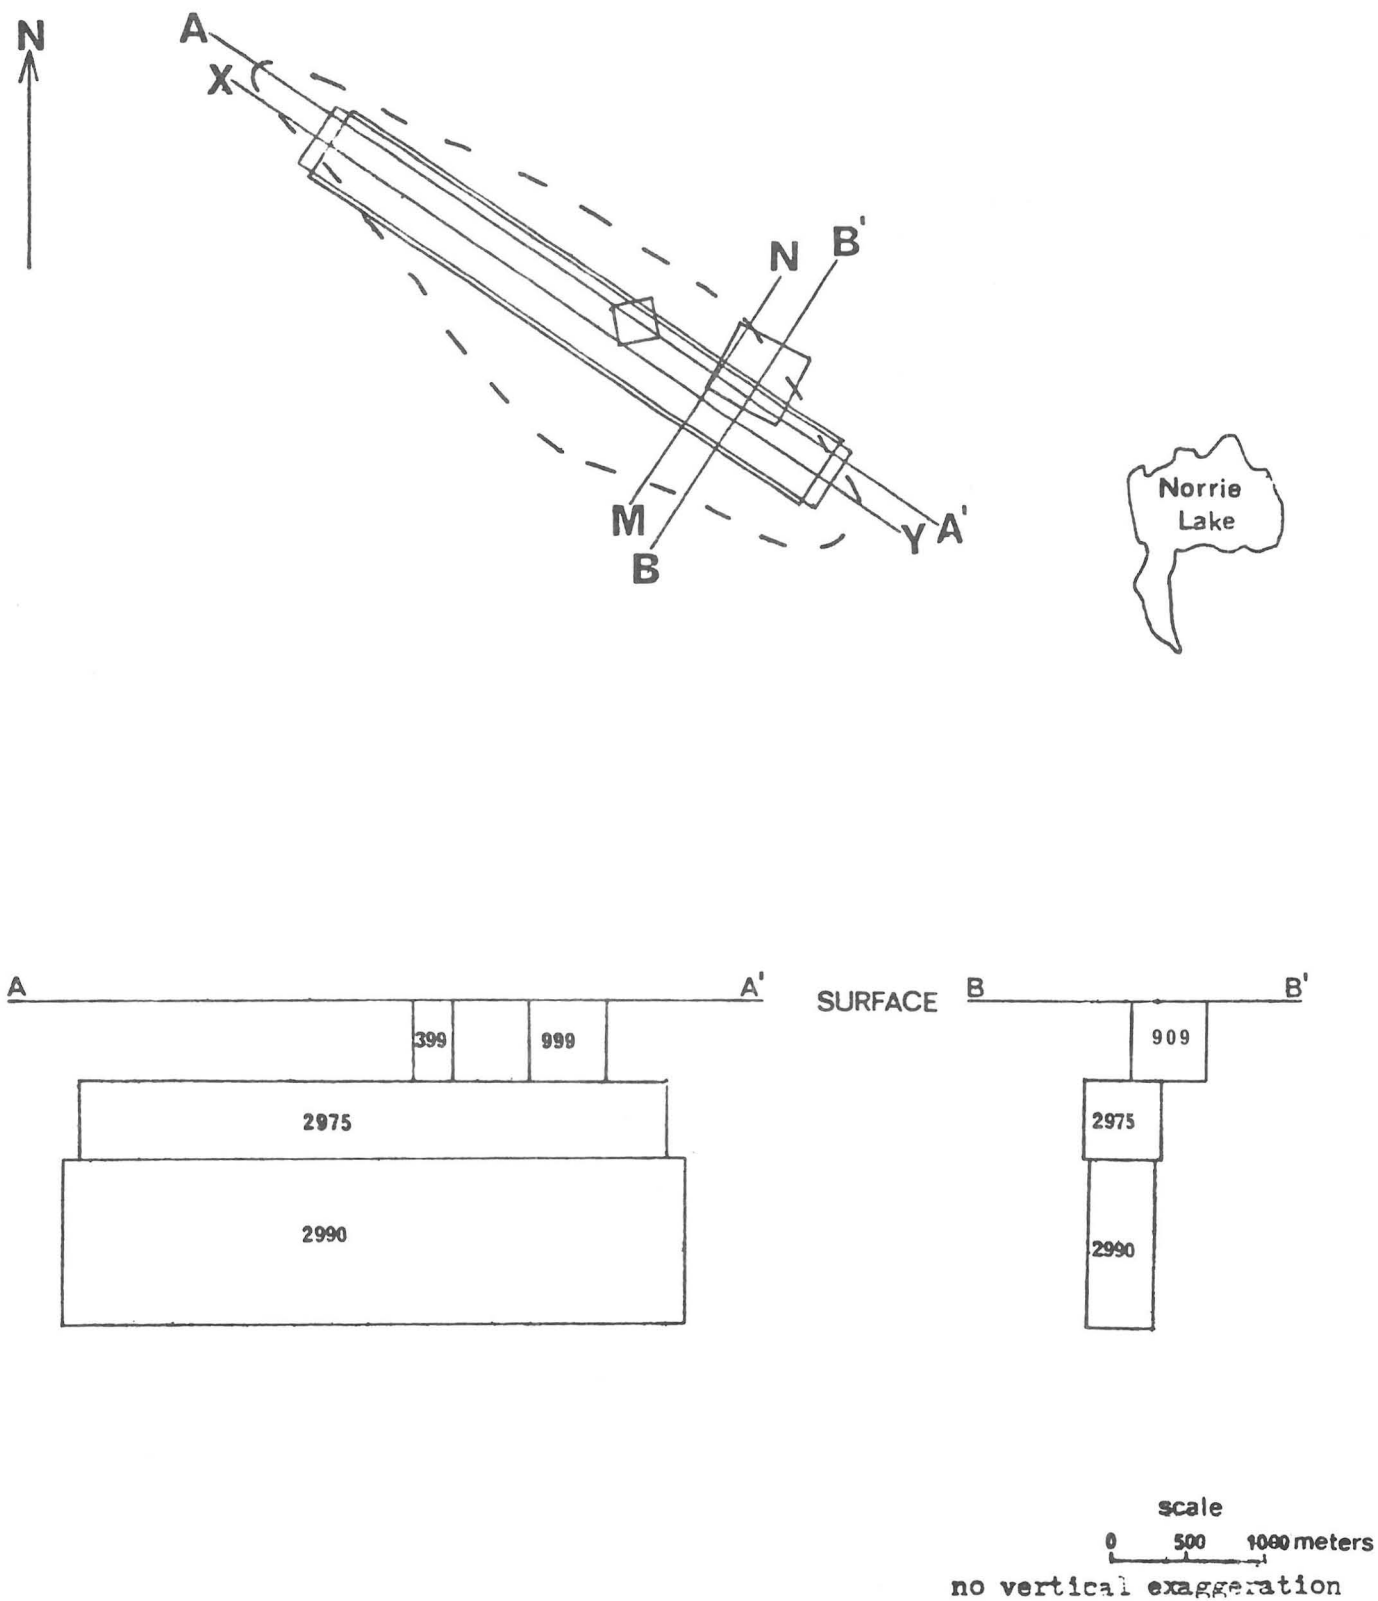 N
A
X
N
B'
M
B
Y
A'
Norrie
Lake
A
A'
SURFACE
B
B'
399
999
909
2975
2975
2990
2990
scale
0 500 1000 meters
no vertical exaggeration